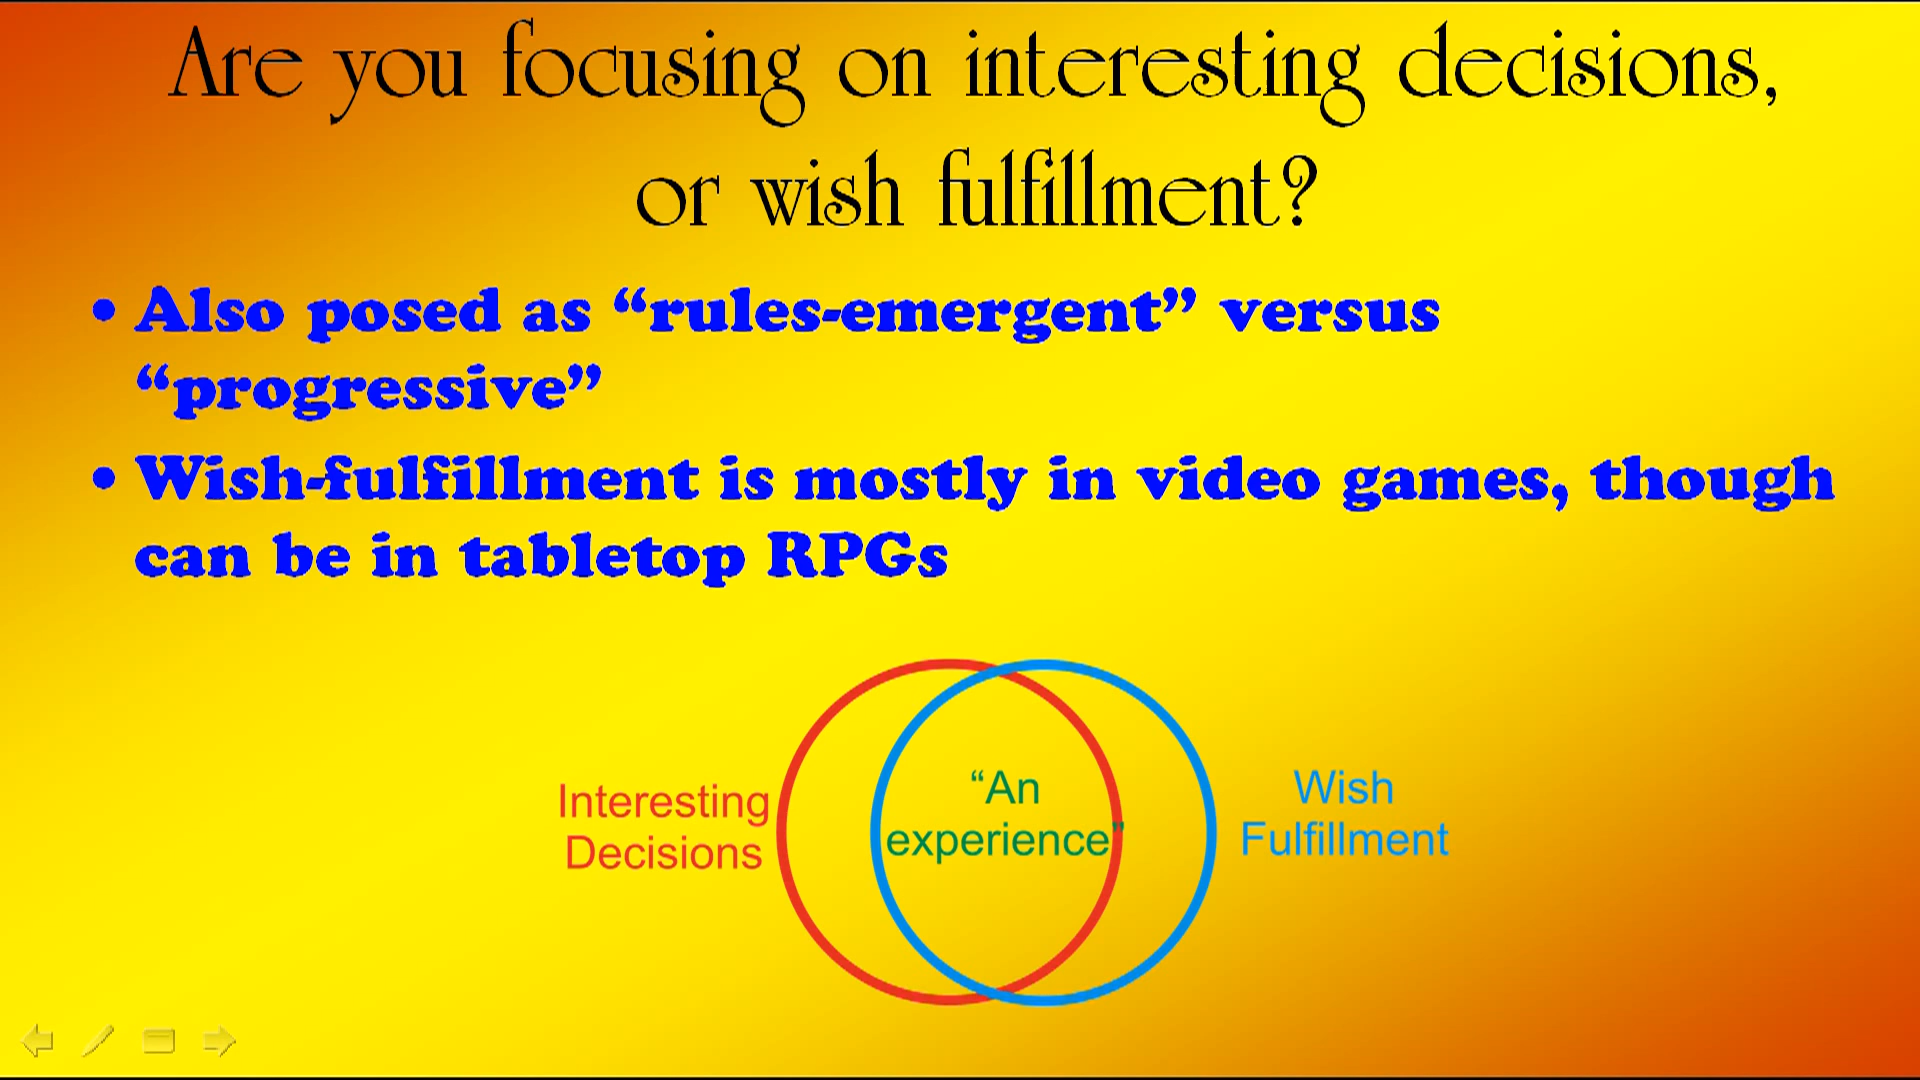 Are you focusing on interesting decisions,
or wish fulfillment?
• Also posed as “rules-emergent” versus
“progressive”
• Wish-fulfillment is mostly in video games, though
can be in tabletop RPGs
Interesting
Decisions
“An
experience”
Wish
Fulfillment